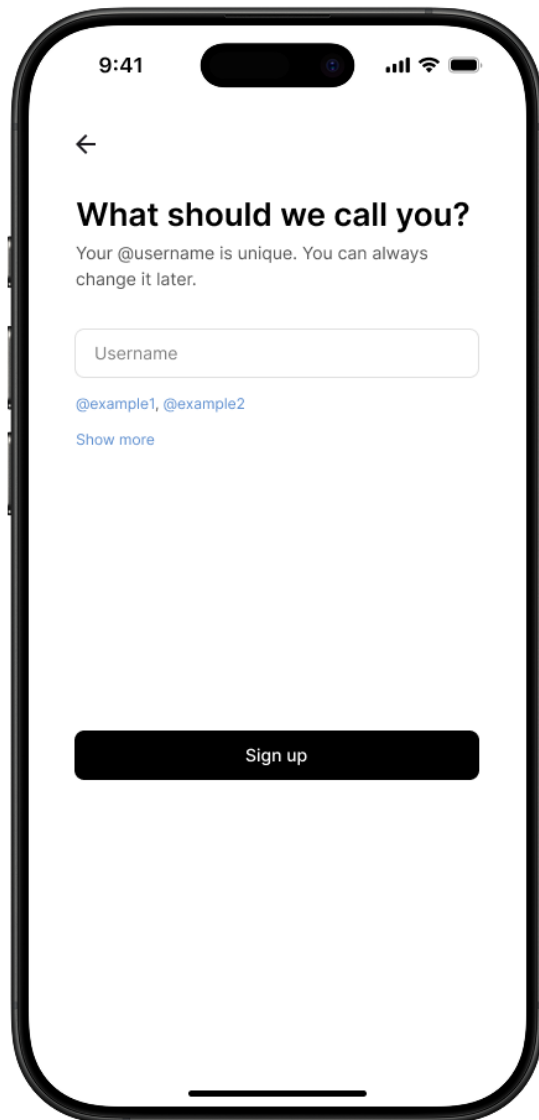 9:41
What should we call you?
Your @username is unique. You can always
change it later.
Username
@example1, @example2
Show more
Sign up